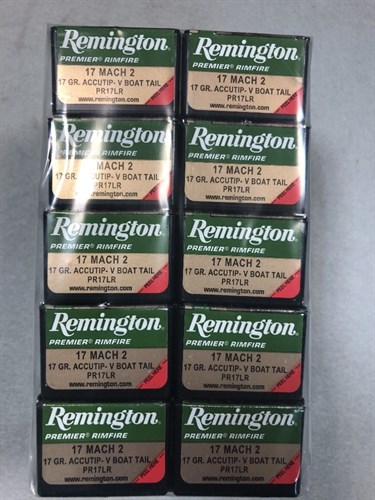 Remington
PREMIER® RIMFIRE
17 MACH 2
17 GR. ACCUTIP-V BOAT TAIL
PR17LR
www.remington.com
Remington
PREMIER® RIMFIRE
17 MACH 2
17 GR. ACCUTIP-V BOAT TAIL
PR17LR
www.remington.com
Remington
PREMIER® RIMFIRE
17 MACH 2
17 GR. ACCUTIP-V BOAT TAIL
PR17LR
www.remington.com
Remington
PREMIER® RIMFIRE
17 MACH 2
17 GR. ACCUTIP-V BOAT TAIL
PR17LR
www.remington.com
Remington
PREMIER® RIMFIRE
17 MACH 2
17 GR. ACCUTIP-V BOAT TAIL
PR17LR
www.remington.com
Remington
PREMIER® RIMFIRE
17 MACH 2
17 GR. ACCUTIP-V BOAT TAIL
PR17LR
www.remington.com
Remington
PREMIER® RIMFIRE
17 MACH 2
17 GR. ACCUTIP-V BOAT TAIL
PR17LR
www.remington.com
Remington
PREMIER® RIMFIRE
17 MACH 2
17 GR. ACCUTIP-V BOAT TAIL
PR17LR
www.remington.com
Remington
PREMIER® RIMFIRE
17 MACH 2
17 GR. ACCUTIP-V BOAT TAIL
PR17LR
www.remington.com
Remington
PREMIER® RIMFIRE
17 MACH 2
17 GR. ACCUTIP-V BOAT TAIL
PR17LR
www.remington.com